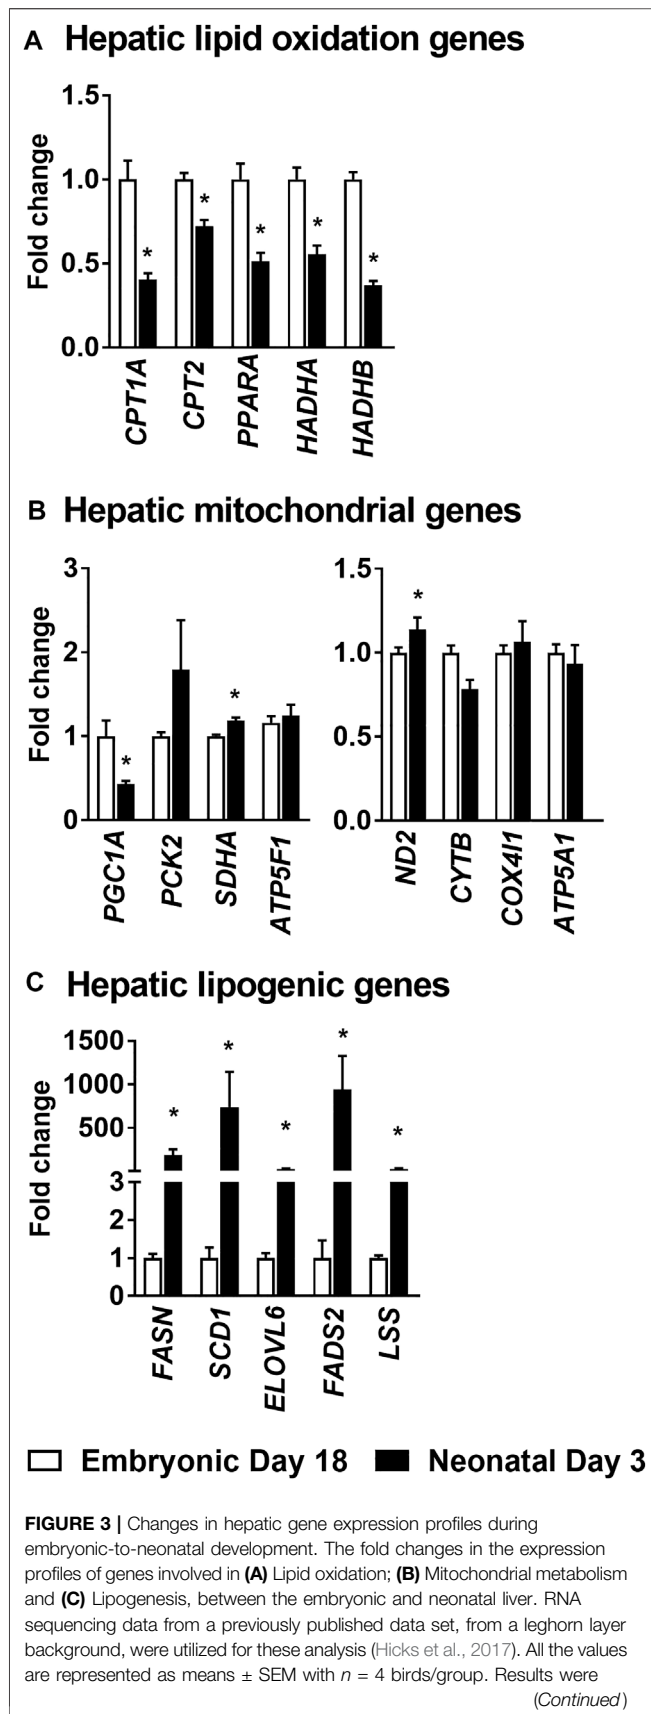 A Hepatic lipid oxidation genes
Fold change
1.5
1.0
0.5
0.0
* * * * *
CPT1A CPT2 PPARA HADHA HADHB
B Hepatic mitochondrial genes
Fold change
3
2
1
0
* *
PGC1A PCK2 SDHA ATP5F1
1.5
1.0
0.5
0.0
*
ND2 CYTB COX4I1 ATP5A1
C Hepatic lipogenic genes
Fold change
1500
1000
500
3
2
1
0
* * * * *
FASN SCD1 ELOVL6 FADS2 LSS
Embryonic Day 18 Neonatal Day 3
FIGURE 3 | Changes in hepatic gene expression profiles during
embryonic-to-neonatal development. The fold changes in the expression
profiles of genes involved in (A) Lipid oxidation; (B) Mitochondrial metabolism
and (C) Lipogenesis, between the embryonic and neonatal liver. RNA
sequencing data from a previously published data set, from a leghorn layer
background, were utilized for these analysis (Hicks et al., 2017). All the values
are represented as means ± SEM with n = 4 birds/group. Results were
(Continued)